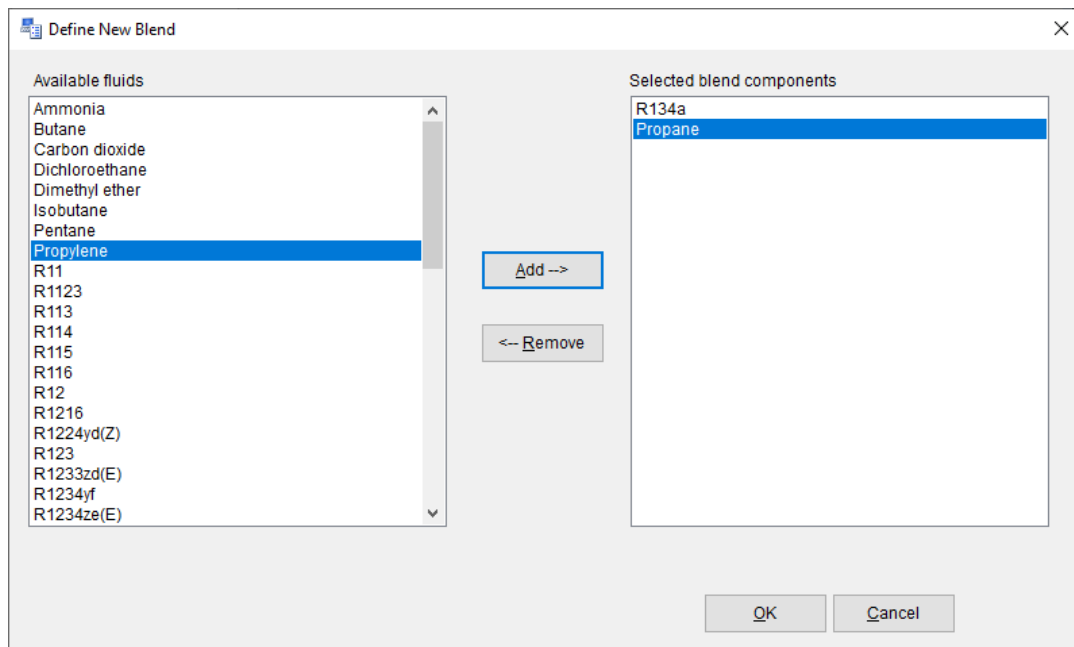 Define New Blend
Available fluids
Ammonia
Butane
Carbon dioxide
Dichloroethane
Dimethyl ether
Isobutane
Pentane
Propylene
R11
R1123
R113
R114
R115
R116
R12
R1216
R1224yd(Z)
R123
R1233zd(E)
R1234yf
R1234ze(E)
Add -->
<-- Remove
Selected blend components
R134a
Propane
OK
Cancel